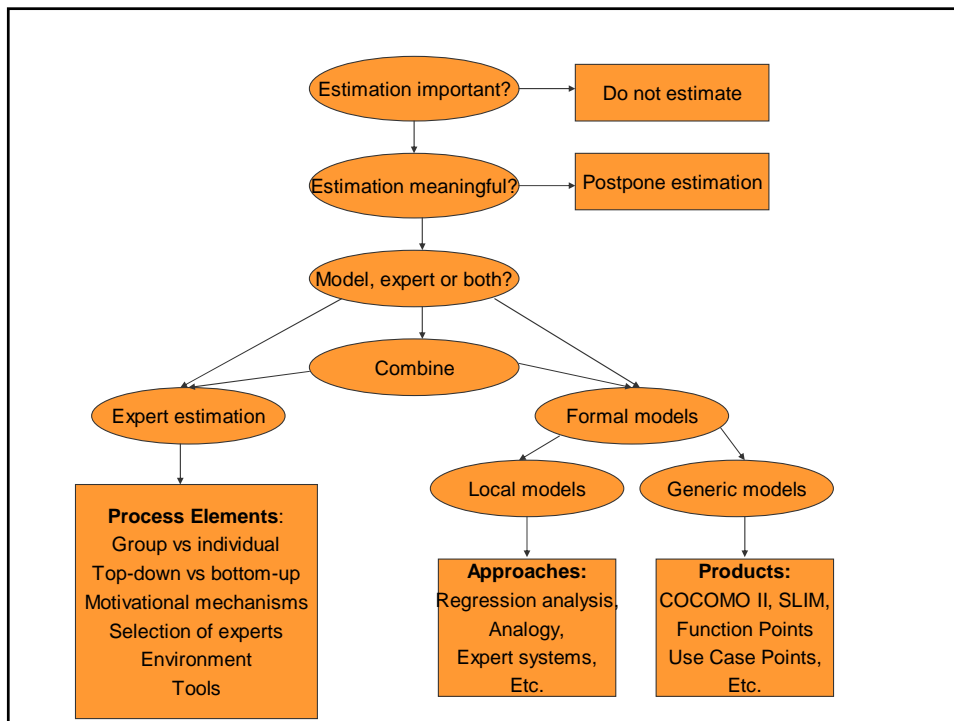 Estimation important?
Do not estimate
Estimation meaningful?
Postpone estimation
Model, expert or both?
Combine
Expert estimation
Formal models
Local models
Generic models
Process Elements:
Group vs individual
Top-down vs bottom-up
Motivational mechanisms
Selection of experts
Environment
Tools
Approaches:
Regression analysis,
Analogy,
Expert systems,
Etc.
Products:
COCOMO II, SLIM,
Function Points
Use Case Points,
Etc.